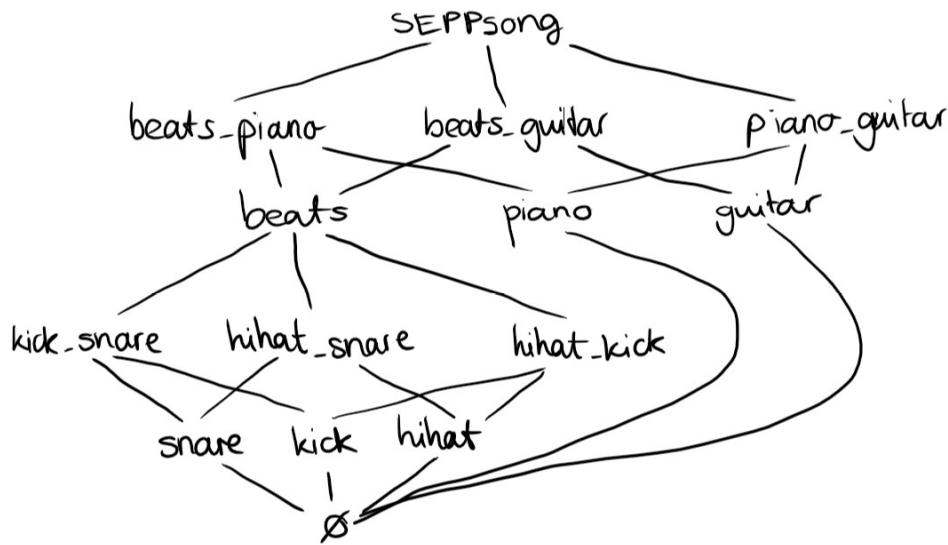 SEPPsong
beats_piano beats_guitar piano_guitar
beats piano guitar
kick_snare hihat_snare hihat_kick
snare kick hihat
Ø